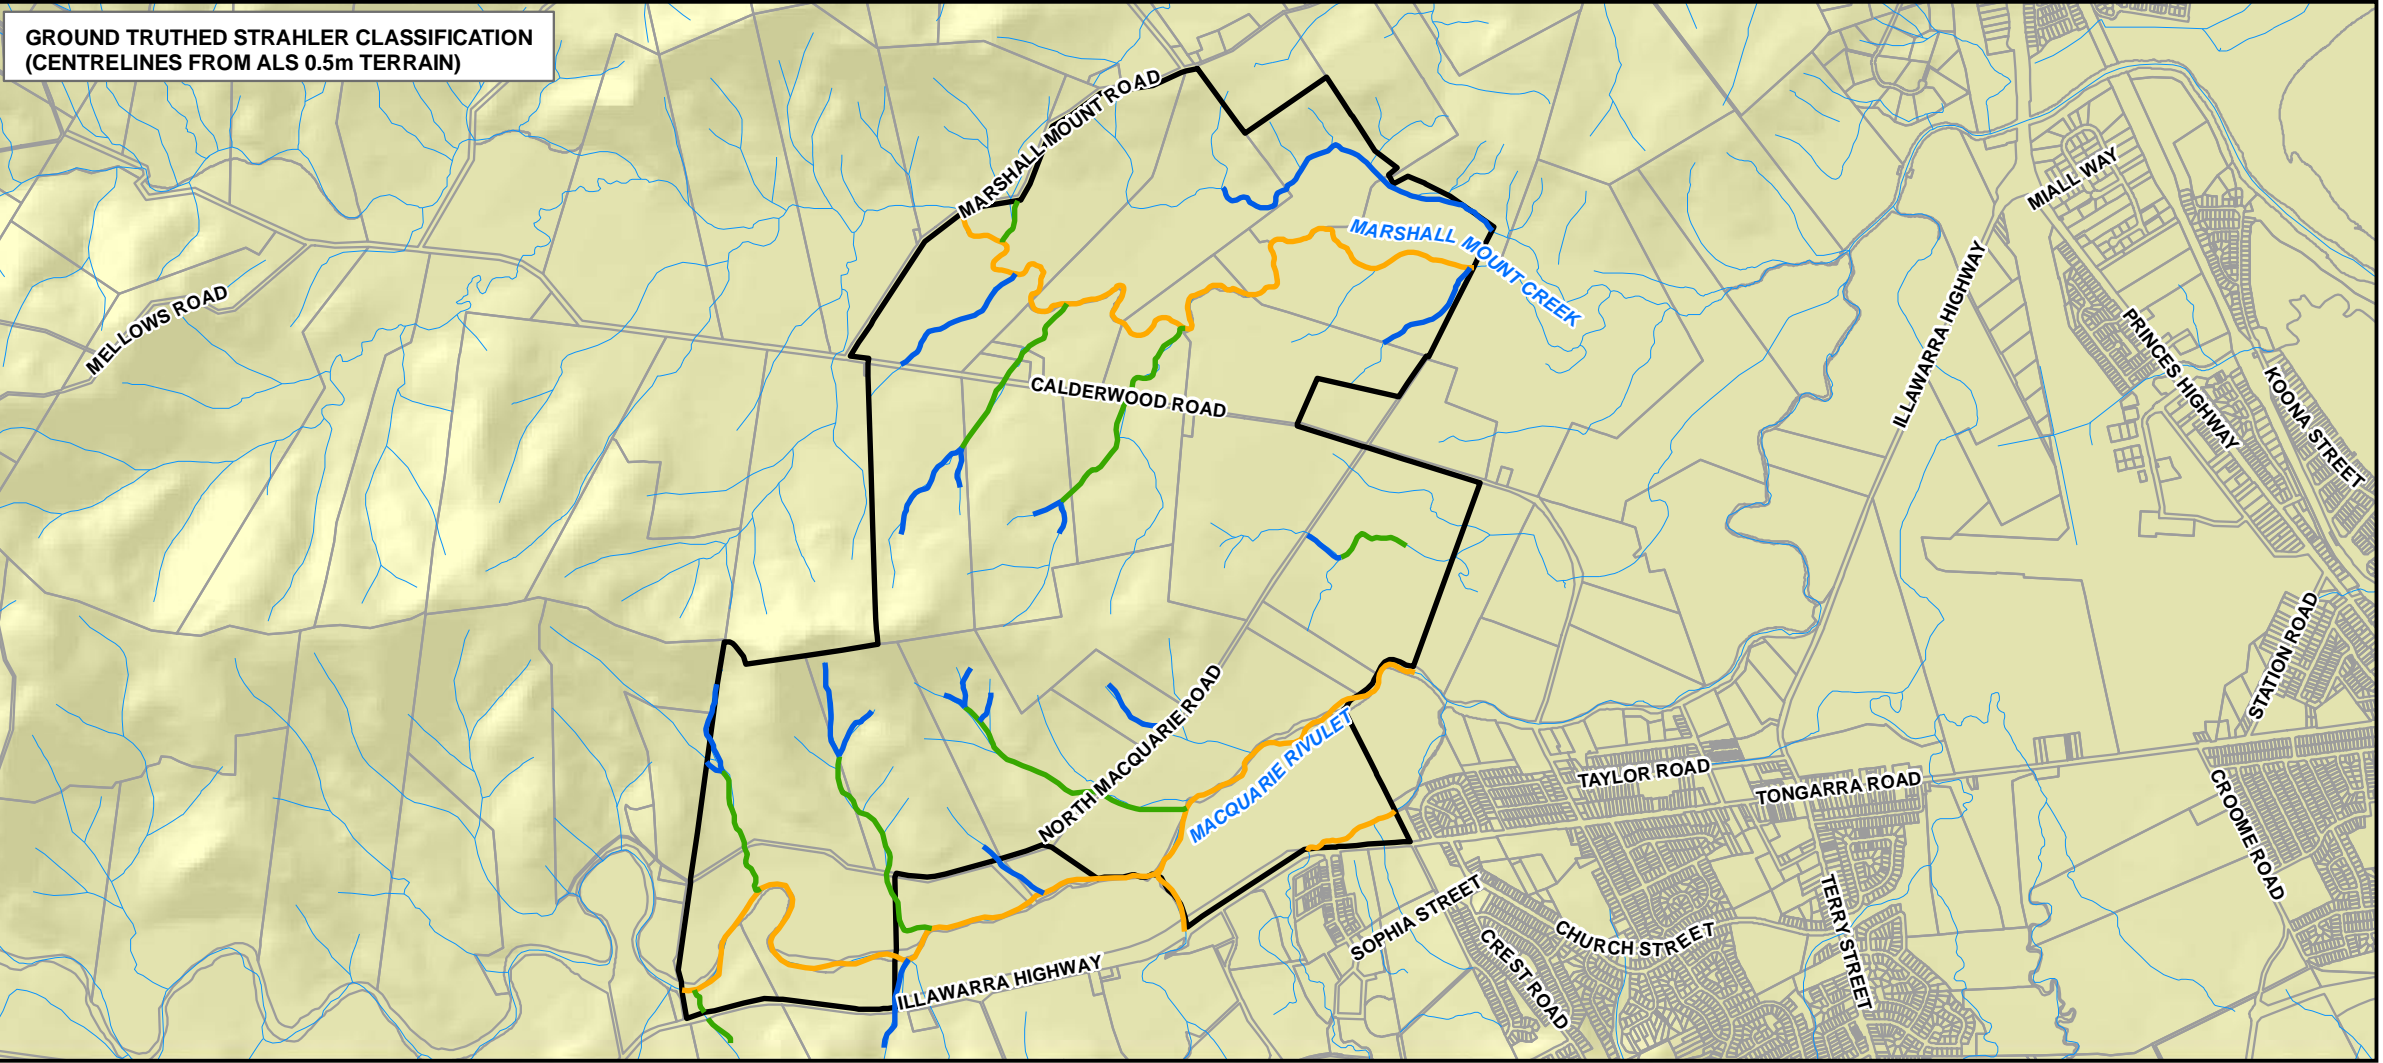 GROUND TRUTHED STRAHLER CLASSIFICATION
(CENTRELINES FROM ALS 0.5m TERRAIN)
MARSHALL MOUNT ROAD
MIALL WAY
MARSHALL MOUNT CREEK
MELLOWS ROAD
ILLAWARRA HIGHWAY
PRINCES HIGHWAY
KOONA STREET
CALDERWOOD ROAD
STATION ROAD
NORTH MACQUARIE ROAD
MACQUARIE RIVULET
TAYLOR ROAD
TONGARRA ROAD
CROOME ROAD
SOPHIA STREET
CHURCH STREET
TERRY STREET
CREST ROAD
ILLAWARRA HIGHWAY